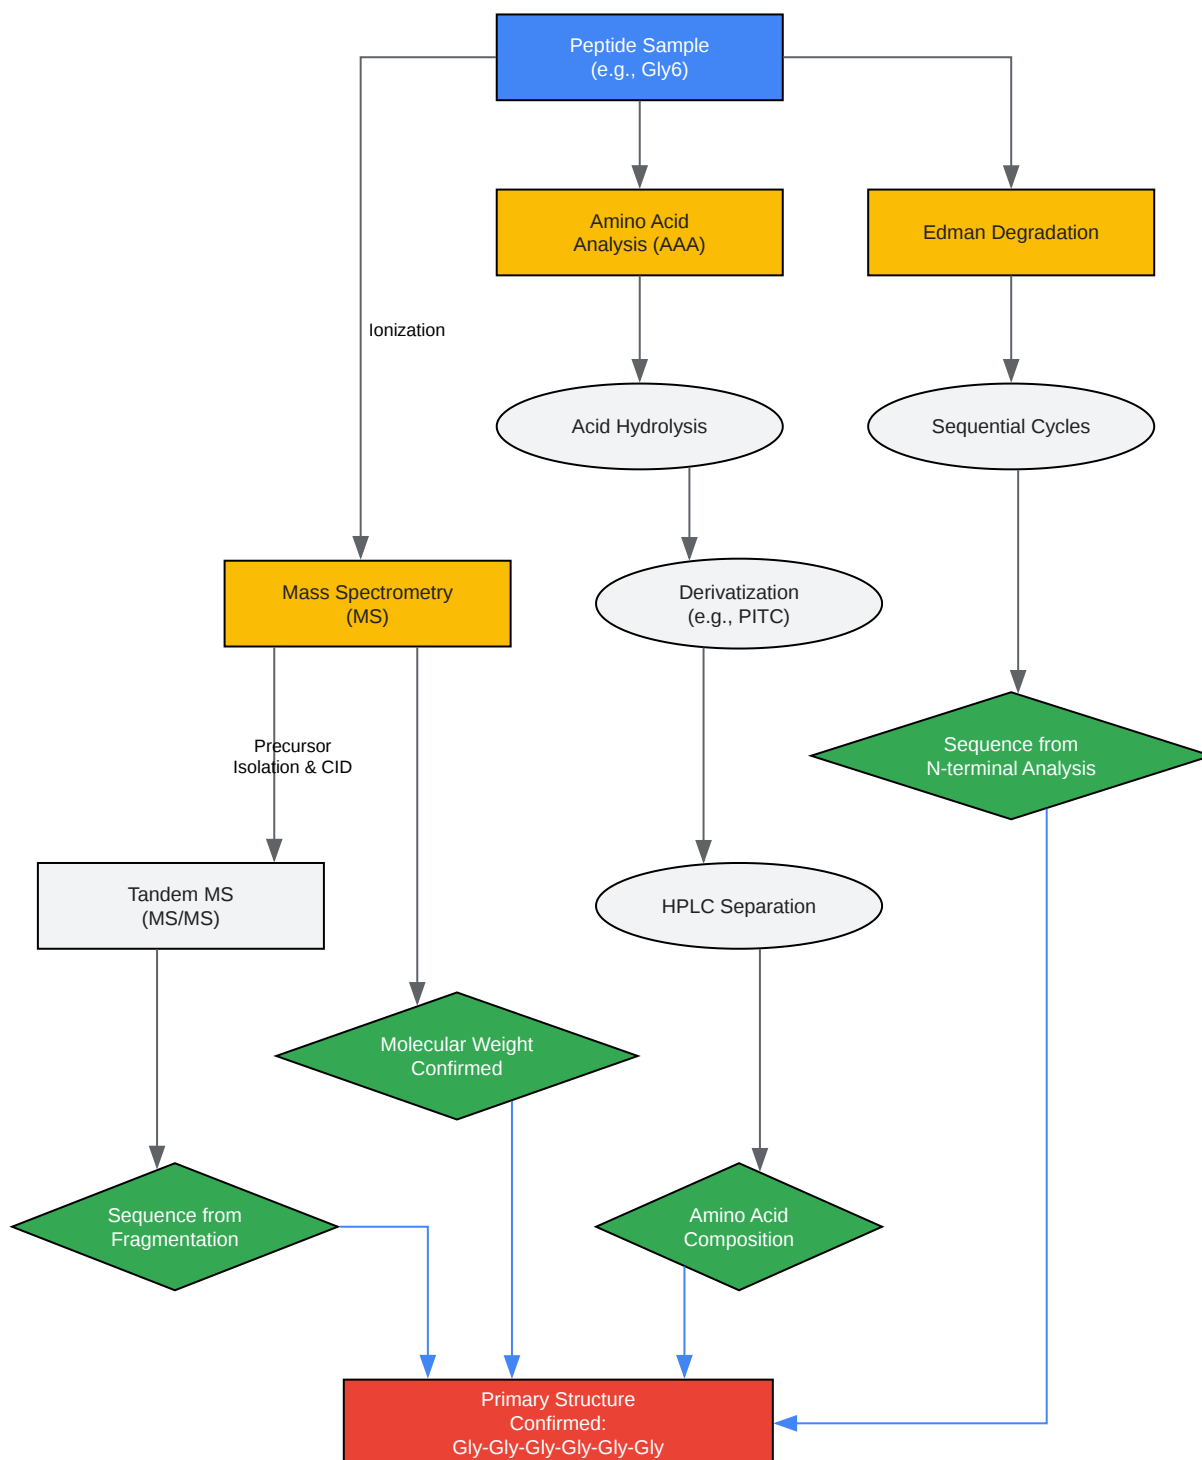 Peptide Sample
(e.g., Gly6)
Amino Acid
Analysis (AAA)
Edman Degradation
Ionization
Acid Hydrolysis
Sequential Cycles
Mass Spectrometry
(MS)
Derivatization
(e.g., PITC)
Precursor
Isolation & CID
Sequence from
N-terminal Analysis
Tandem MS
(MS/MS)
HPLC Separation
Molecular Weight
Confirmed
Sequence from
Fragmentation
Amino Acid
Composition
Primary Structure
Confirmed:
Gly-Gly-Gly-Gly-Gly-Gly